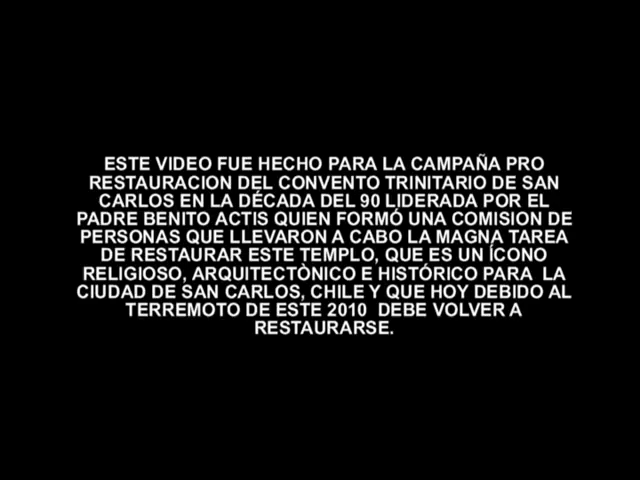 ESTE VIDEO FUE HECHO PARA LA CAMPAÑA PRO
RESTAURACION DEL CONVENTO TRINITARIO DE SAN
CARLOS EN LA DÉCADA DEL 90 LIDERADA POR EL
PADRE BENITO ACTIS QUIEN FORMÓ UNA COMISION DE
PERSONAS QUE LLEVARON A CABO LA MAGNA TAREA
DE RESTAURAR ESTE TEMPLO, QUE ES UN ÍCONO
RELIGIOSO, ARQUITECTÒNICO E HISTÓRICO PARA  LA
CIUDAD DE SAN CARLOS, CHILE Y QUE HOY DEBIDO AL
TERREMOTO DE ESTE 2010  DEBE VOLVER A
RESTAURARSE.